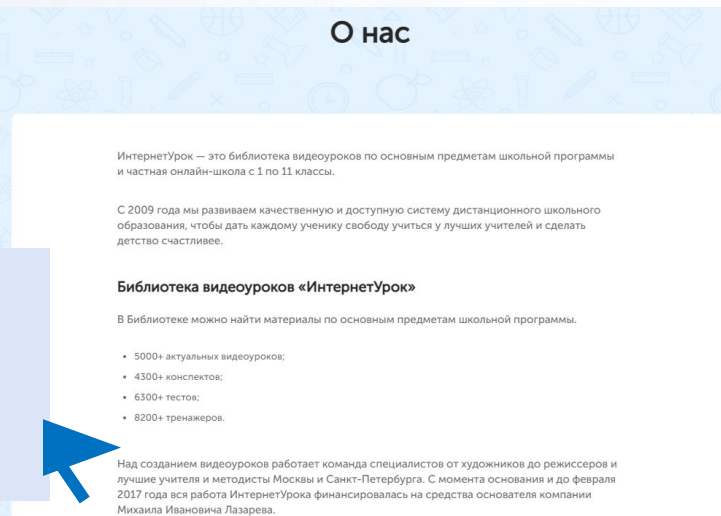 О нас
ИнтернетУрок — это библиотека видеоуроков по основным предметам школьной программы
и частная онлайн-школа с 1 по 11 классы.
С 2009 года мы развиваем качественную и доступную систему дистанционного школьного
образования, чтобы дать каждому ученику свободу учиться у лучших учителей и сделать
детство счастливее.
Библиотека видеоуроков «ИнтернетУрок»
В Библиотеке можно найти материалы по основным предметам школьной программы.
• 5000+ актуальных видеоуроков;
• 4300+ конспектов;
• 6300+ тестов;
• 8200+ тренажеров.
Над созданием видеоуроков работает команда специалистов от художников до режиссеров и
лучшие учителя и методисты Москвы и Санкт-Петербурга. С момента основания и до февраля
2017 года вся работа ИнтернетУрока финансировалась на средства основателя компании
Михаила Ивановича Лазарева.